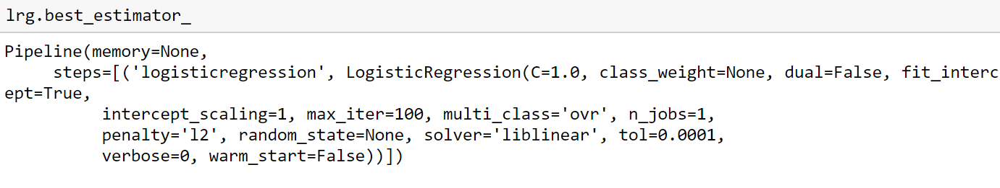 lrg.best_estimator_
Pipeline(memory=None,
     steps=[('logisticregression', LogisticRegression(C=1.0, class_weight=None, dual=False, fit_interc
ept=True,
          intercept_scaling=1, max_iter=100, multi_class='ovr', n_jobs=1,
          penalty='l2', random_state=None, solver='liblinear', tol=0.0001,
          verbose=0, warm_start=False))])